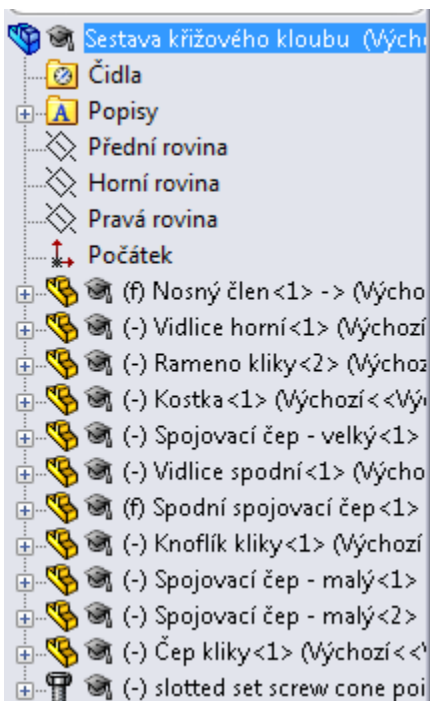 Sestava křížového kloubu (Vých
Čidla
A Popisy
Přední rovina
Horní rovina
Pravá rovina
Počátek
(f) Nosný člen<1> -> (Výcho
(-) Vidlice horní<1> (Výchozí
(-) Rameno kliky<2> (Výchoz
(-) Kostka<1> (Výchozí<<Vý
(-) Spojovací čep - velký<1>
(-) Vidlice spodní<1> (Výcho
(f) Spodní spojovací čep<1>
(-) Knoflík kliky<1> (Výchozí
(-) Spojovací čep - malý<1>
(-) Spojovací čep - malý<2>
(-) Čep kliky<1> (Výchozí<<
(-) slotted set screw cone poi